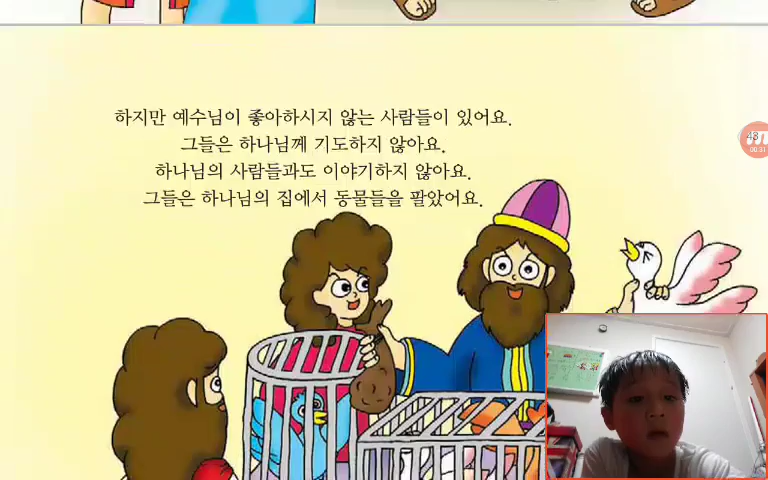 하지만 예수님이 좋아하시지 않는 사람들이 있어요.
그들은 하나님께 기도하지 않아요.
하나님의 사람들과도 이야기하지 않아요.
그들은 하나님의 집에서 동물들을 팔았어요.
00:51